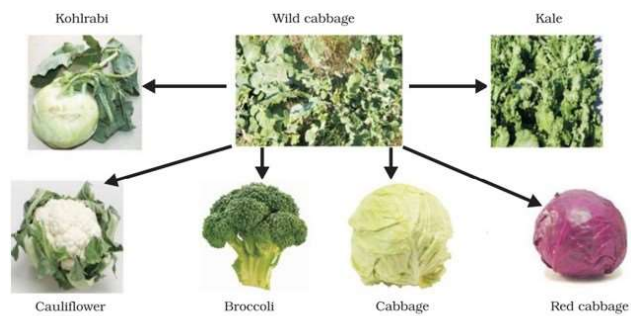 Kohlrabi
Wild cabbage
Kale
Cauliflower
Broccoli
Cabbage
Red cabbage